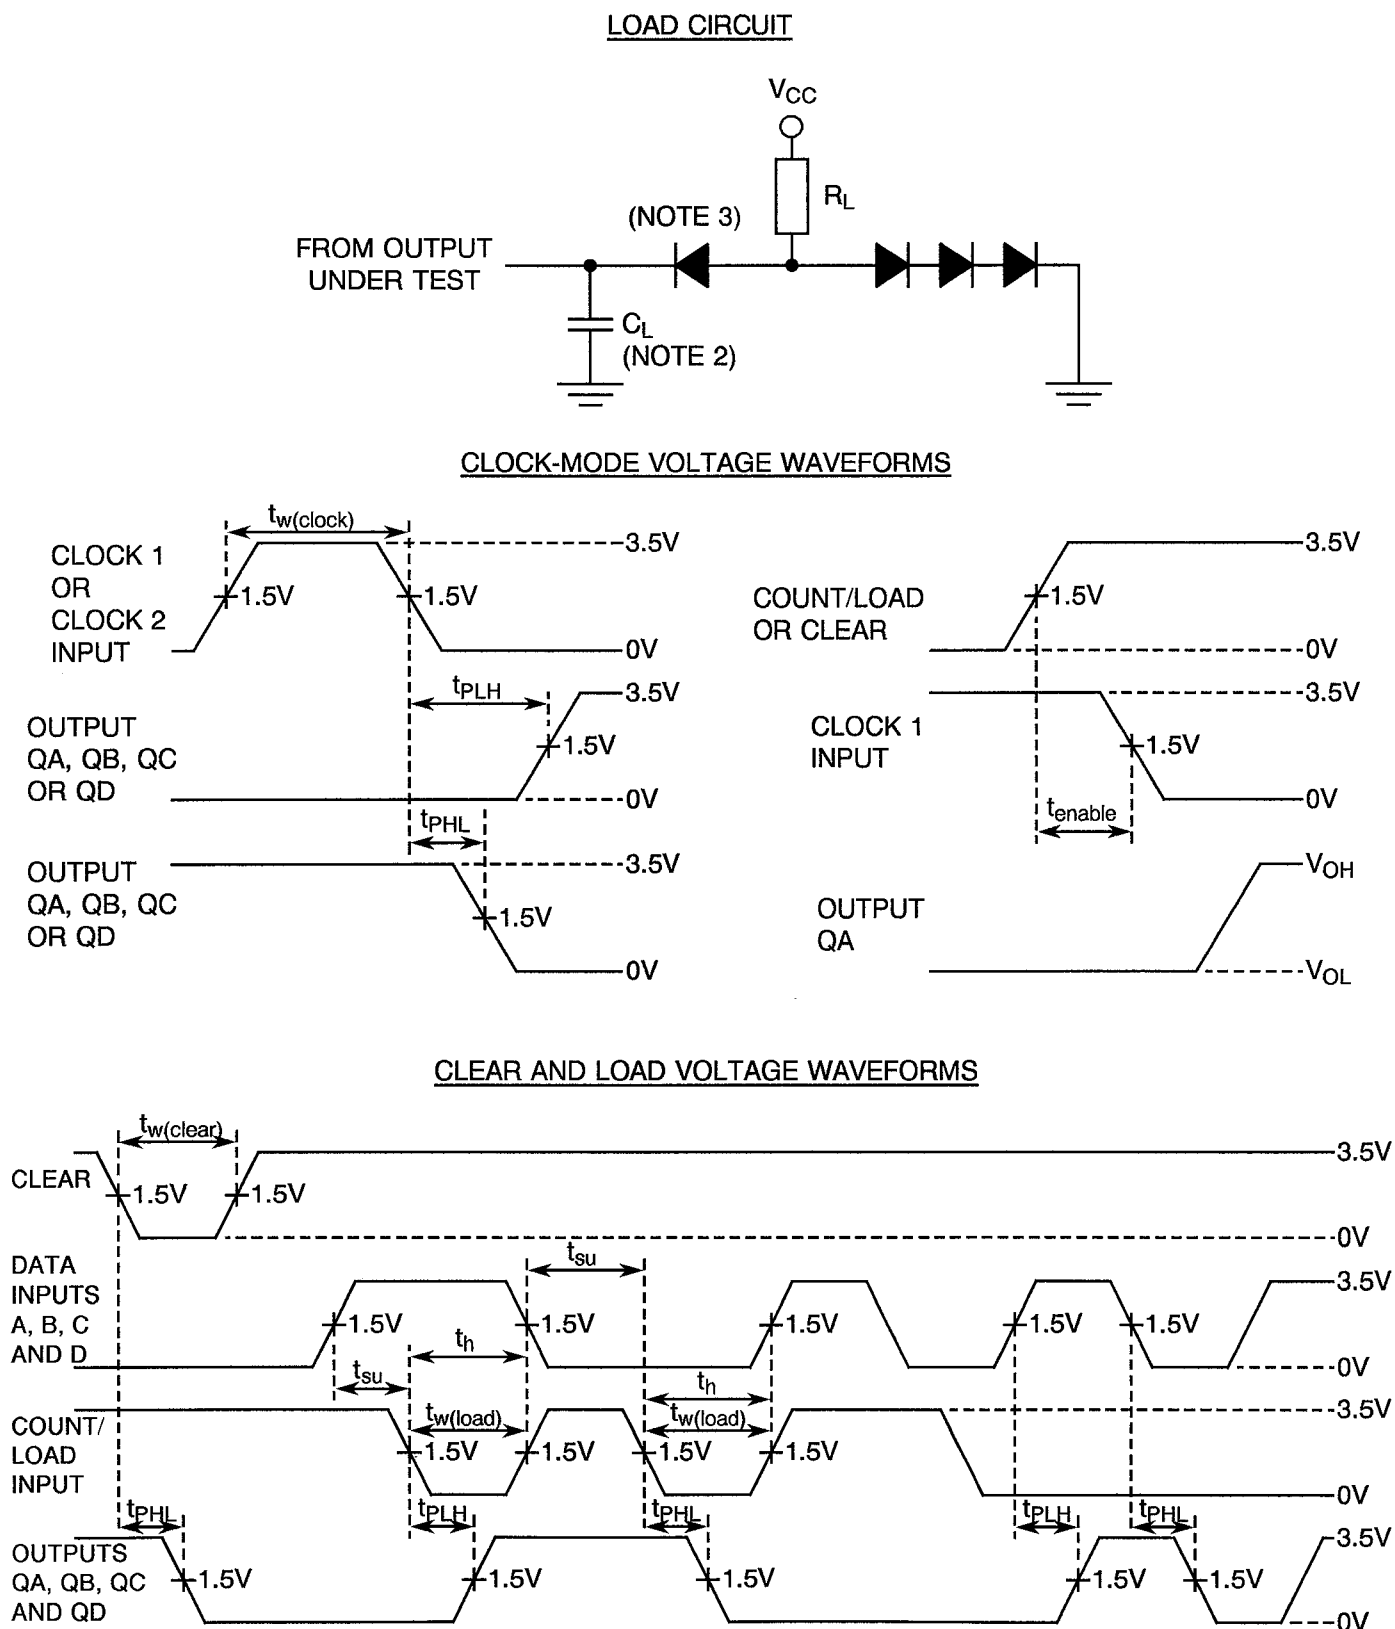 LOAD CIRCUIT
VCC
RL
(NOTE 3)
FROM OUTPUT
UNDER TEST
CL
(NOTE 2)
CLOCK-MODE VOLTAGE WAVEFORMS
tw(clock)
CLOCK 1
OR
CLOCK 2
INPUT
1.5V
1.5V
3.5V
0V
tPLH
OUTPUT
QA, QB, QC
OR QD
3.5V
1.5V
0V
tPHL
OUTPUT
QA, QB, QC
OR QD
3.5V
1.5V
0V
COUNT/LOAD
OR CLEAR
3.5V
1.5V
0V
CLOCK 1
INPUT
3.5V
1.5V
0V
tenable
OUTPUT
QA
VOH
VOL
CLEAR AND LOAD VOLTAGE WAVEFORMS
tw(clear)
CLEAR
1.5V
1.5V
3.5V
0V
DATA
INPUTS
A, B, C
AND D
tsu
3.5V
1.5V
1.5V
1.5V
1.5V
1.5V
th
0V
tsu
th
COUNT/
LOAD
INPUT
tw(load)
tw(load)
3.5V
1.5V
1.5V
1.5V
1.5V
0V
tPHL
tPLH
tPHL
tPLH
tPHL
OUTPUTS
QA, QB, QC
AND QD
3.5V
1.5V
1.5V
1.5V
1.5V
1.5V
0V